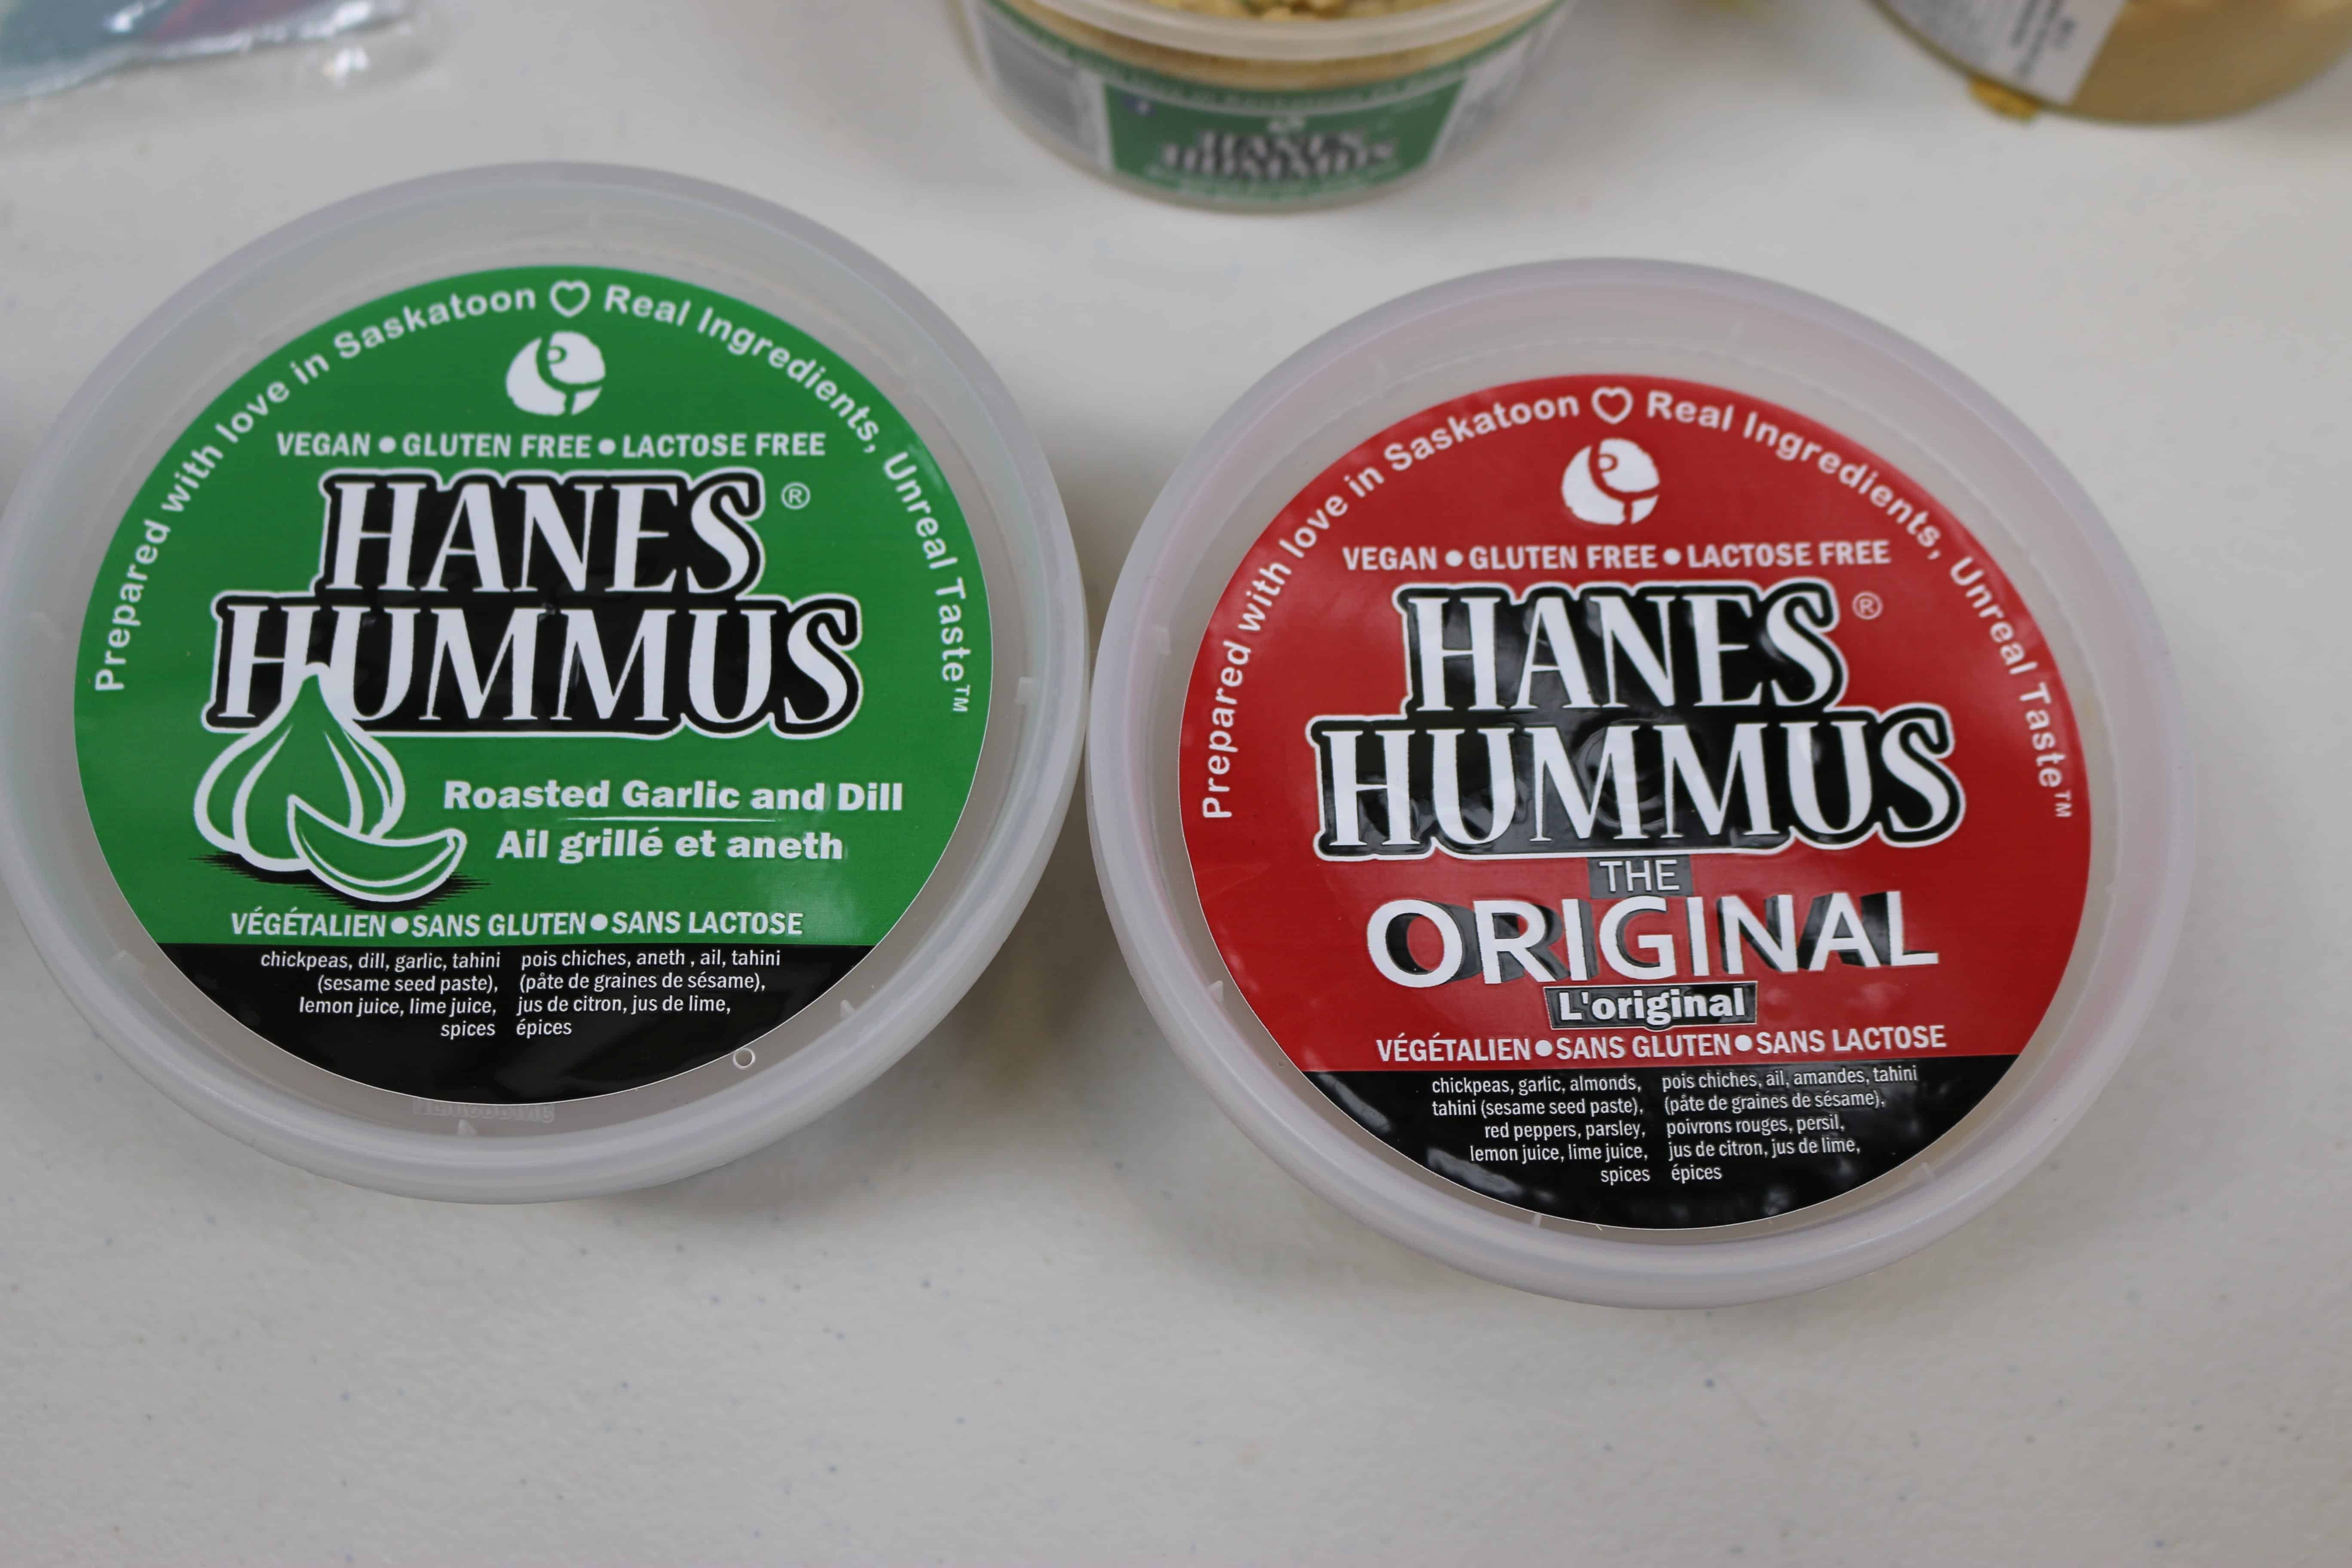 HANES
HUMMUS
Prepared with love in Saskatoon ♡ Real Ingredients, Unreal Taste™
VEGAN ● GLUTEN FREE ● LACTOSE FREE
HANES ®
HUMMUS
Roasted Garlic and Dill
Ail grillé et aneth
VÉGÉTALIEN ● SANS GLUTEN ● SANS LACTOSE
chickpeas, dill, garlic, tahini
(sesame seed paste),
lemon juice, lime juice,
spices
pois chiches, aneth , ail, tahini
(pâte de graines de sésame),
jus de citron, jus de lime,
épices
Prepared with love in Saskatoon ♡ Real Ingredients, Unreal Taste™
VEGAN ● GLUTEN FREE ● LACTOSE FREE
HANES ®
HUMMUS
THE
ORIGINAL
L'original
VÉGÉTALIEN ● SANS GLUTEN ● SANS LACTOSE
chickpeas, garlic, almonds,
tahini (sesame seed paste),
red peppers, parsley,
lemon juice, lime juice,
spices
pois chiches, ail, amandes, tahini
(pâte de graines de sésame),
poivrons rouges, persil,
jus de citron, jus de lime,
épices